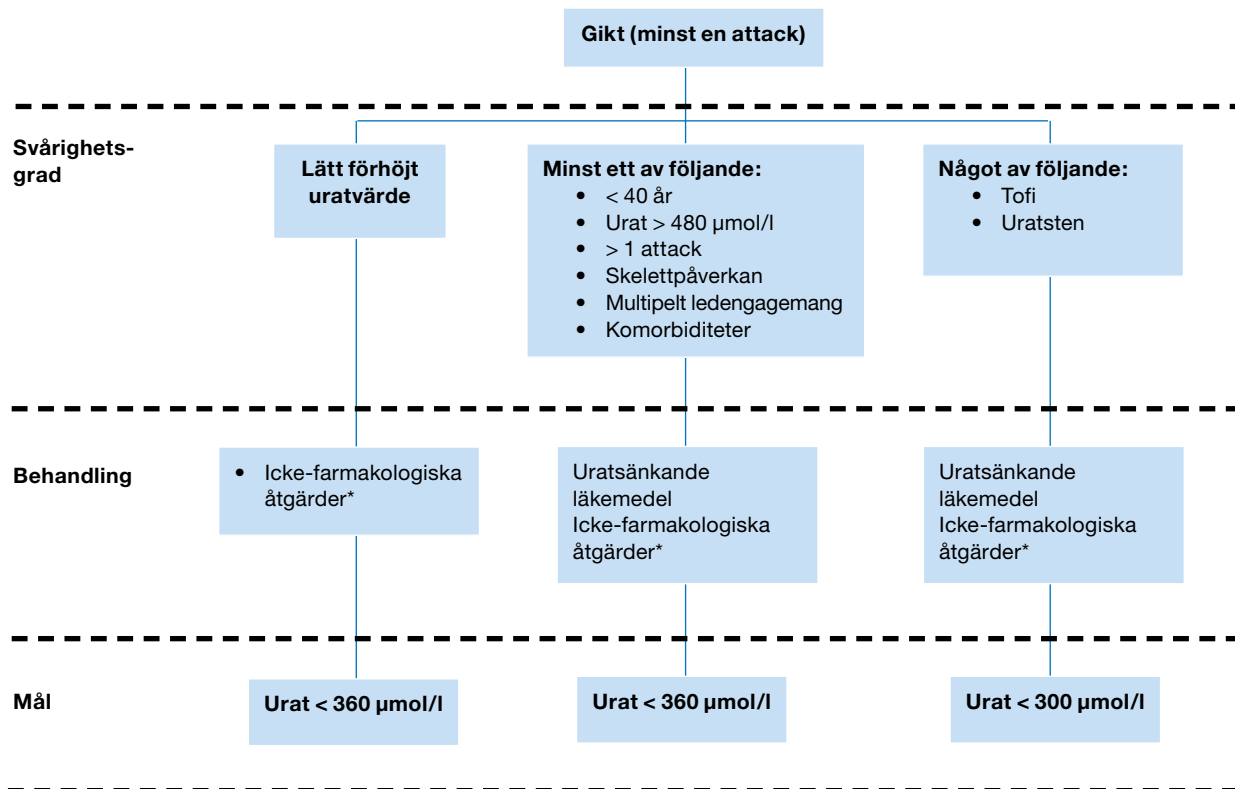 Gikt (minst en attack)
Svårighets-
grad
Lätt förhöjt
uratvärde
Minst ett av följande:
• < 40 år
• Urat > 480 µmol/l
• > 1 attack
• Skelettpåverkan
• Multipelt ledengagemang
• Komorbiditeter
Något av följande:
• Tofi
• Uratsten
Behandling
• Icke-farmakologiska
åtgärder*
Uratsänkande
läkemedel
Icke-farmakologiska
åtgärder*
Uratsänkande
läkemedel
Icke-farmakologiska
åtgärder*
Mål
Urat < 360 µmol/l
Urat < 360 µmol/l
Urat < 300 µmol/l